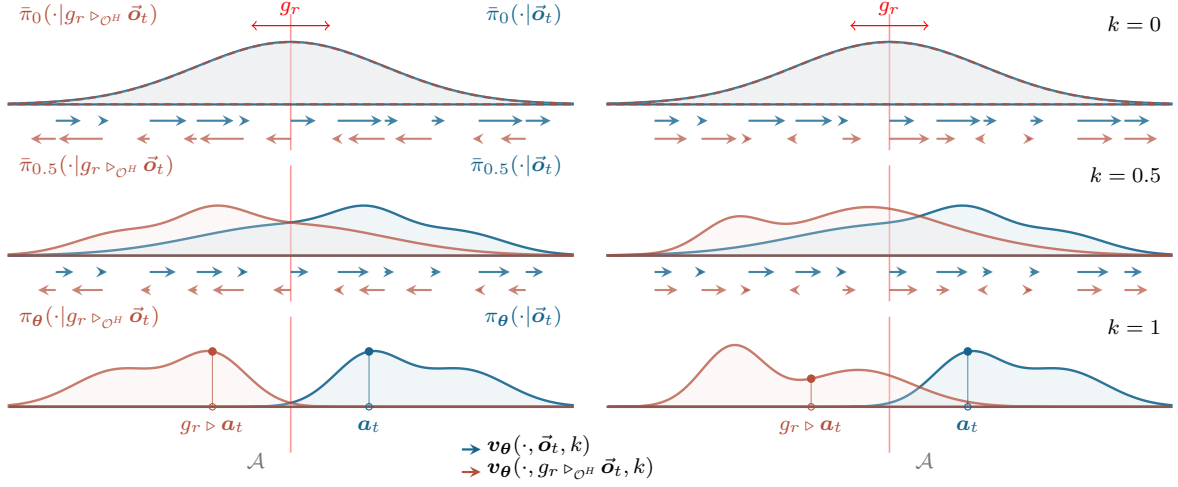 π̄₀(·|g_r ▷_{𝒪^H} o⃗_t)
g_r
π̄₀(·|o⃗_t)
g_r
k = 0
π̄₀.₅(·|g_r ▷_{𝒪^H} o⃗_t)
π̄₀.₅(·|o⃗_t)
k = 0.5
π_θ(·|g_r ▷_{𝒪^H} o⃗_t)
π_θ(·|o⃗_t)
k = 1
g_r ▷ a_t
a_t
g_r ▷ a_t
a_t
𝒜
v_θ(·, o⃗_t, k)
v_θ(·, g_r ▷_{𝒪^H} o⃗_t, k)
𝒜